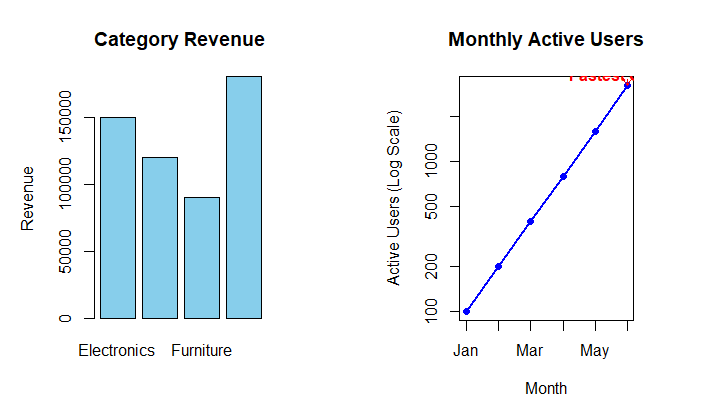 Category Revenue
Revenue
0
50000
100000
150000
Electronics
Furniture
Monthly Active Users
Active Users (Log Scale)
100
200
500
1000
Jan
Mar
May
Month